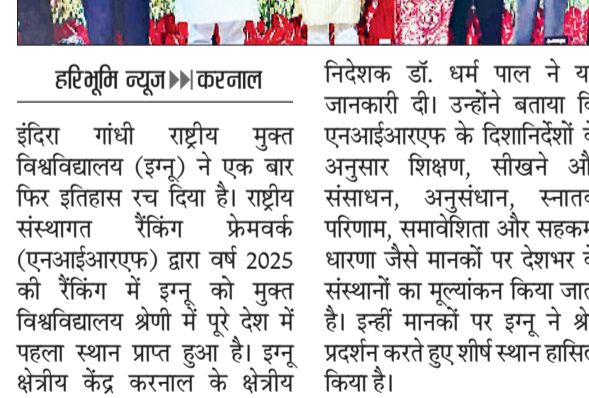 हरिभूमि न्यूज ▶▶| करनाल
इंदिरा गांधी राष्ट्रीय मुक्त
विश्वविद्यालय (इग्नू) ने एक बार
फिर इतिहास रच दिया है। राष्ट्रीय
संस्थागत रैंकिंग फ्रेमवर्क
(एनआईआरएफ) द्वारा वर्ष 2025
की रैंकिंग में इग्नू को मुक्त
विश्वविद्यालय श्रेणी में पूरे देश में
पहला स्थान प्राप्त हुआ है। इग्नू
क्षेत्रीय केंद्र करनाल के क्षेत्रीय
निदेशक डॉ. धर्म पाल ने
जानकारी दी। उन्होंने बताया
एनआईआरएफ के दिशानिर्देशों
अनुसार शिक्षण, सीखने
संसाधन, अनुसंधान,
परिणाम, समावेशिता और
धारणा जैसे मानकों पर देशभर
संस्थानों का मूल्यांकन किया
है। इन्हीं मानकों पर इग्नू ने
प्रदर्शन करते हुए शीर्ष स्थान
किया है।